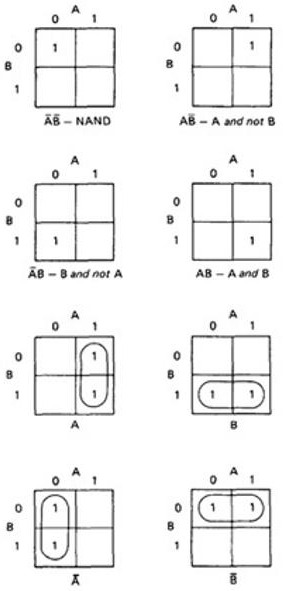 A A
0 1 0 1
0 1 0 1
B B
1 1
A̅B̅ – NAND AB̅ – A and not B
A A
0 1 0 1
0 0
B B
1 1 1 1
A̅B – B and not A AB – A and B
A A
0 1 0 1
0 1 0
B B
1 1 1 1 1
A B
A A
0 1 0 1
0 1 0 1 1
B B
1 1 1
A̅ B̅